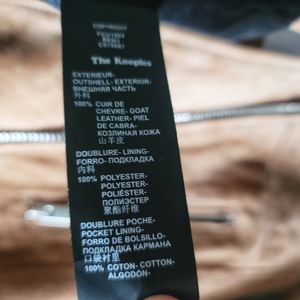 COPYRIGHT
The Kooples
EXTERIEUR-
OUTSHELL- EXTERIOR-
ВНЕШНЯЯ ЧАСТЬ
外料
100% CUIR DE
CHEVRE- GOAT
LEATHER- PIEL
DE CABRA-
КОЗЛИНАЯ КОЖА
山羊皮
DOUBLURE- LINING-
FORRO- ПОДКЛАДКА
内料
100% POLYESTER-
POLYESTER-
POLIÉSTER-
ПОЛИЭСТЕР
聚酯纤维
DOUBLURE POCHE-
POCKET LINING-
FORRO DE BOLSILLO-
ПОДКЛАДКА КАРМАНА
口袋衬里
100% COTON- COTTON-
ALGODÓN-